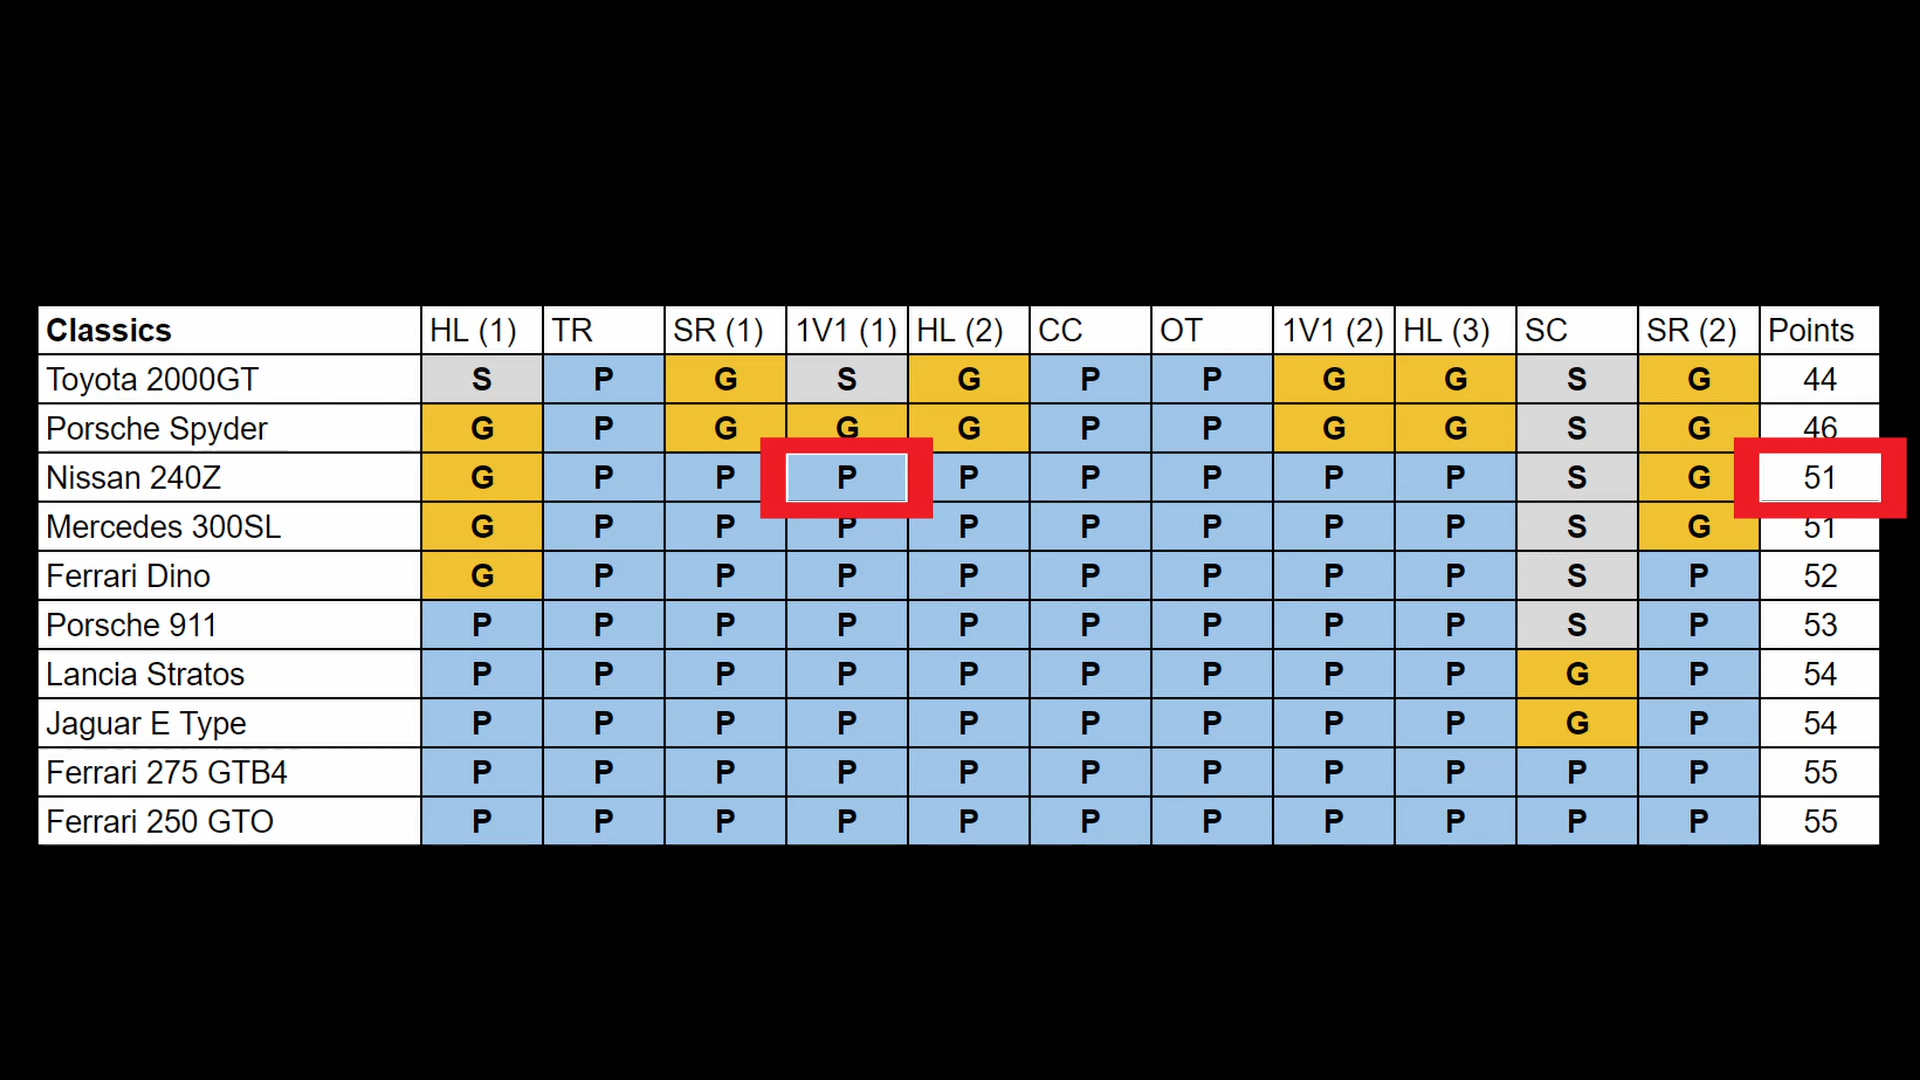 Classics HL (1) TR SR (1) 1V1 (1) HL (2) CC OT 1V1 (2) HL (3) SC SR (2) Points
Toyota 2000GT S P G S G P P G G S G 44
Porsche Spyder G P G G G P P G G S G 46
Nissan 240Z G P P P P P P P P S G 51
Mercedes 300SL G P P P P P P P P S G 51
Ferrari Dino G P P P P P P P P S P 52
Porsche 911 P P P P P P P P P S P 53
Lancia Stratos P P P P P P P P P G P 54
Jaguar E Type P P P P P P P P P G P 54
Ferrari 275 GTB4 P P P P P P P P P P P 55
Ferrari 250 GTO P P P P P P P P P P P 55